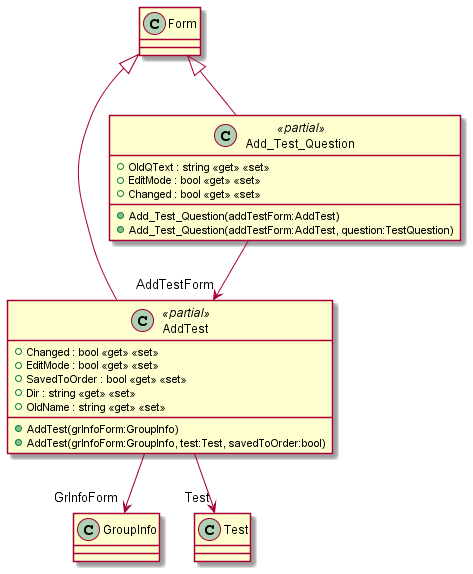 C Form
«partial»
C Add_Test_Question
OldQText : string «get» «set»
EditMode : bool «get» «set»
Changed : bool «get» «set»
Add_Test_Question(addTestForm:AddTest)
Add_Test_Question(addTestForm:AddTest, question:TestQuestion)
AddTestForm
«partial»
C AddTest
Changed : bool «get» «set»
EditMode : bool «get» «set»
SavedToOrder : bool «get» «set»
Dir : string «get» «set»
OldName : string «get» «set»
AddTest(grInfoForm:GroupInfo)
AddTest(grInfoForm:GroupInfo, test:Test, savedToOrder:bool)
GrInfoForm
Test
C GroupInfo
C Test